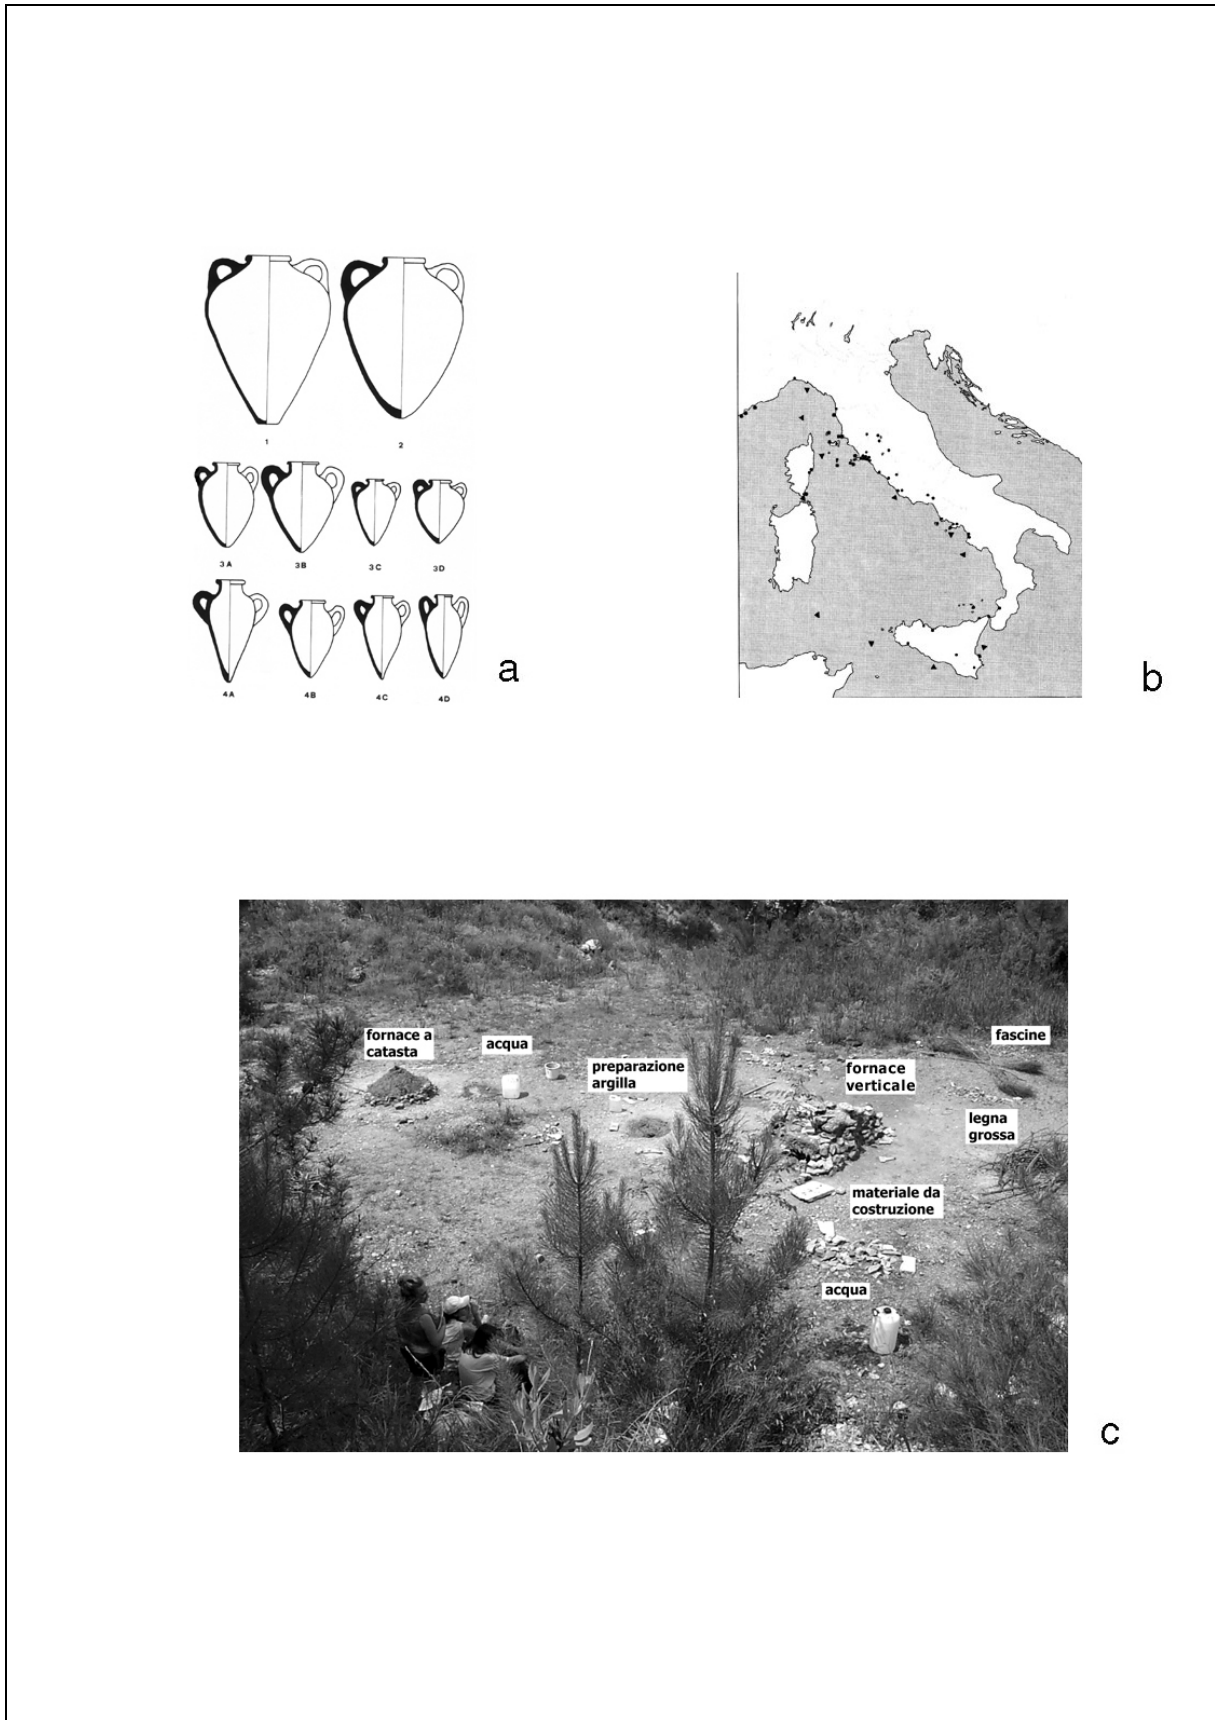 1
2
3A
3B
3C
3D
4A
4B
4C
4D
a
b
fornace a
catasta
acqua
preparazione
argilla
fornace
verticale
fascine
legna
grossa
materiale da
costruzione
acqua
c